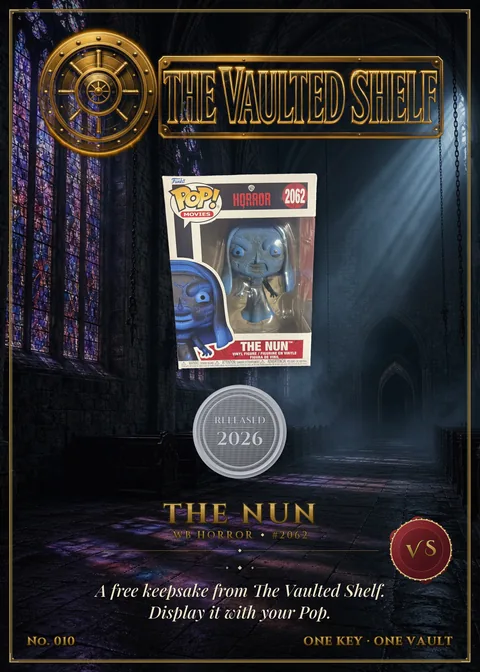 THE VAULTED SHELF
Funko
POP!
MOVIES
HORROR
2062
THE NUN™
VINYL FIGURE / FIGURINE EN VINYLE
FIGURA DE VINIL
RELEASED
2026
THE NUN
WB HORROR • #2062
VS
A free keepsake from The Vaulted Shelf.
Display it with your Pop.
NO. 010
ONE KEY · ONE VAULT